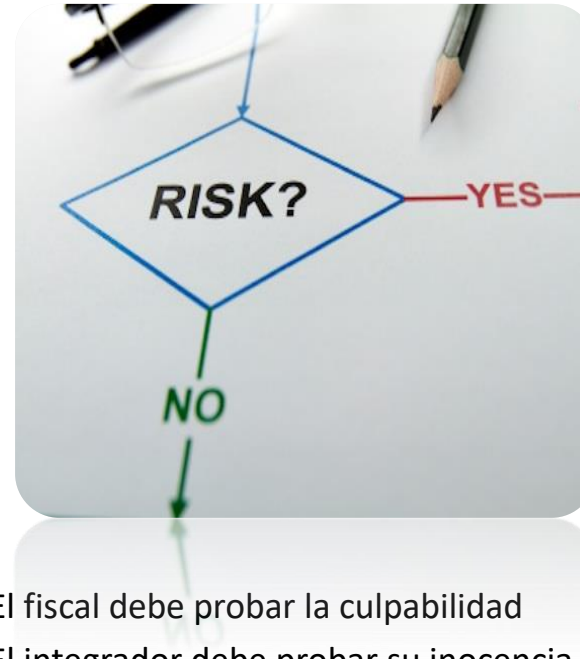 RISK?
YES
NO
El fiscal debe probar la culpabilidad
El integrador debe probar su inocencia